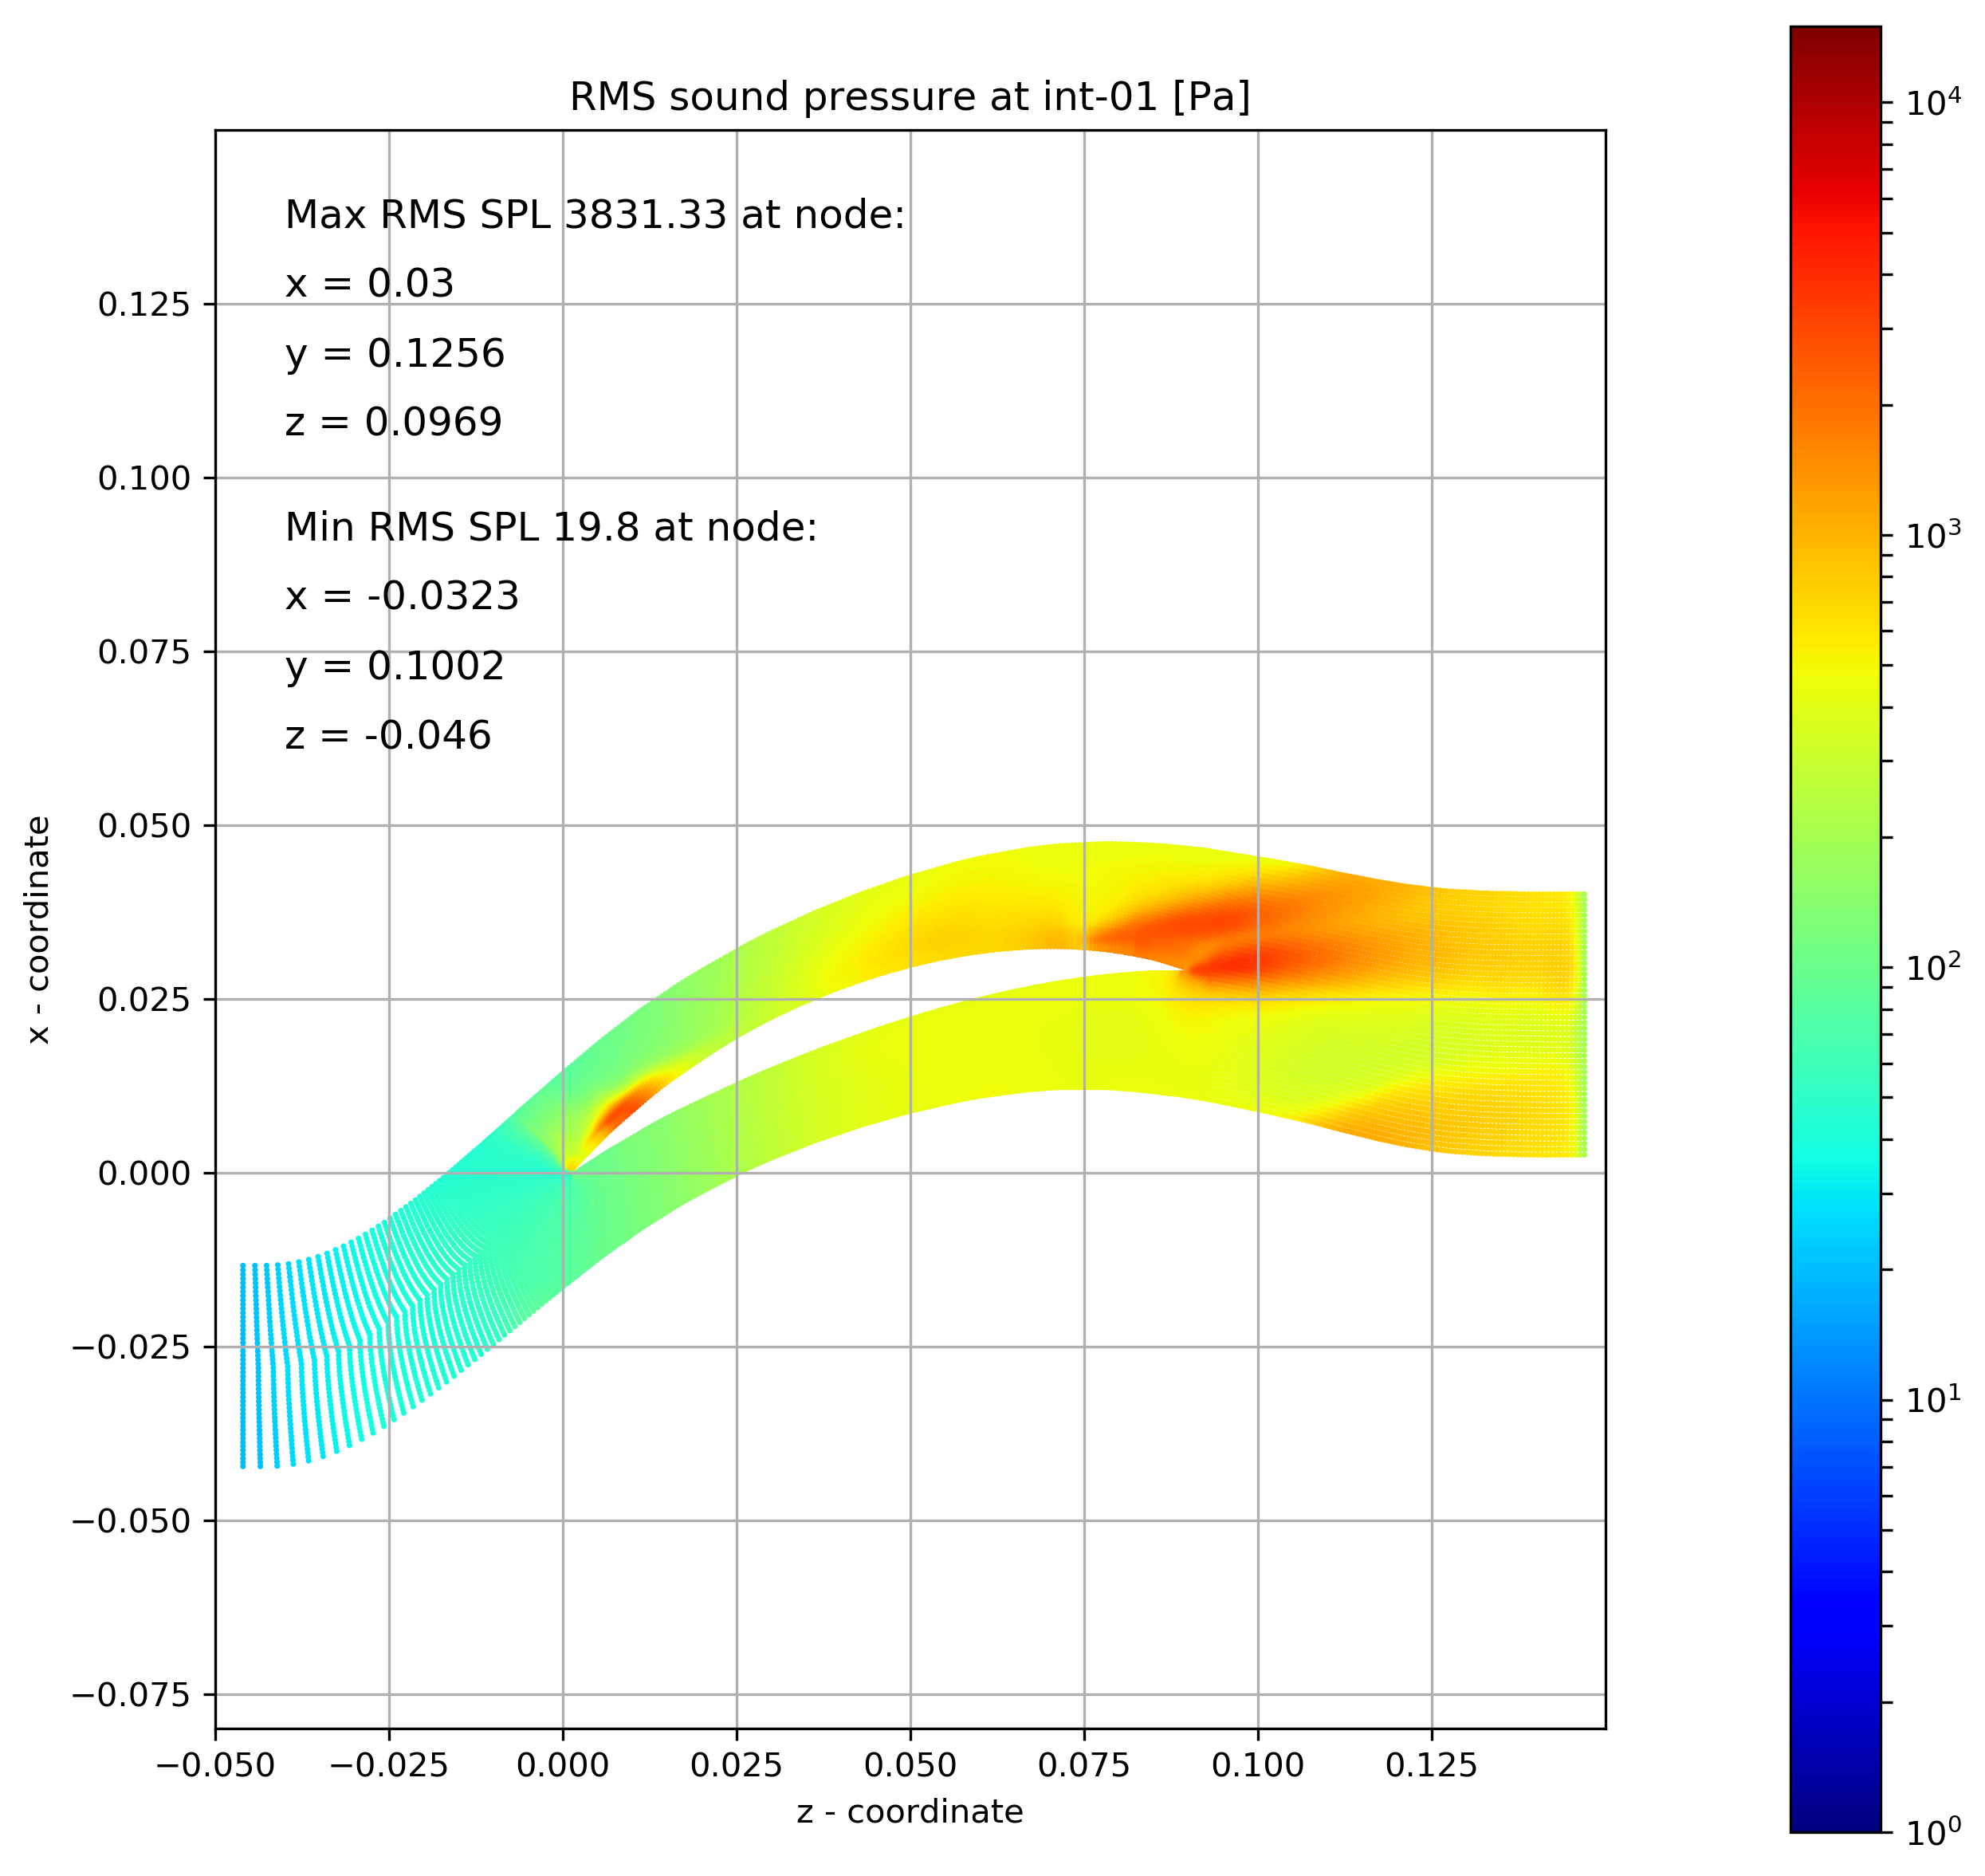 RMS sound pressure at int-01 [Pa]
Max RMS SPL 3831.33 at node:
x = 0.03
y = 0.1256
z = 0.0969
Min RMS SPL 19.8 at node:
x = -0.0323
y = 0.1002
z = -0.046
x - coordinate
0.125
0.100
0.075
0.050
0.025
0.000
−0.025
−0.050
−0.075
−0.050 −0.025 0.000 0.025 0.050 0.075 0.100 0.125
z - coordinate
10⁴
10³
10²
10¹
10⁰